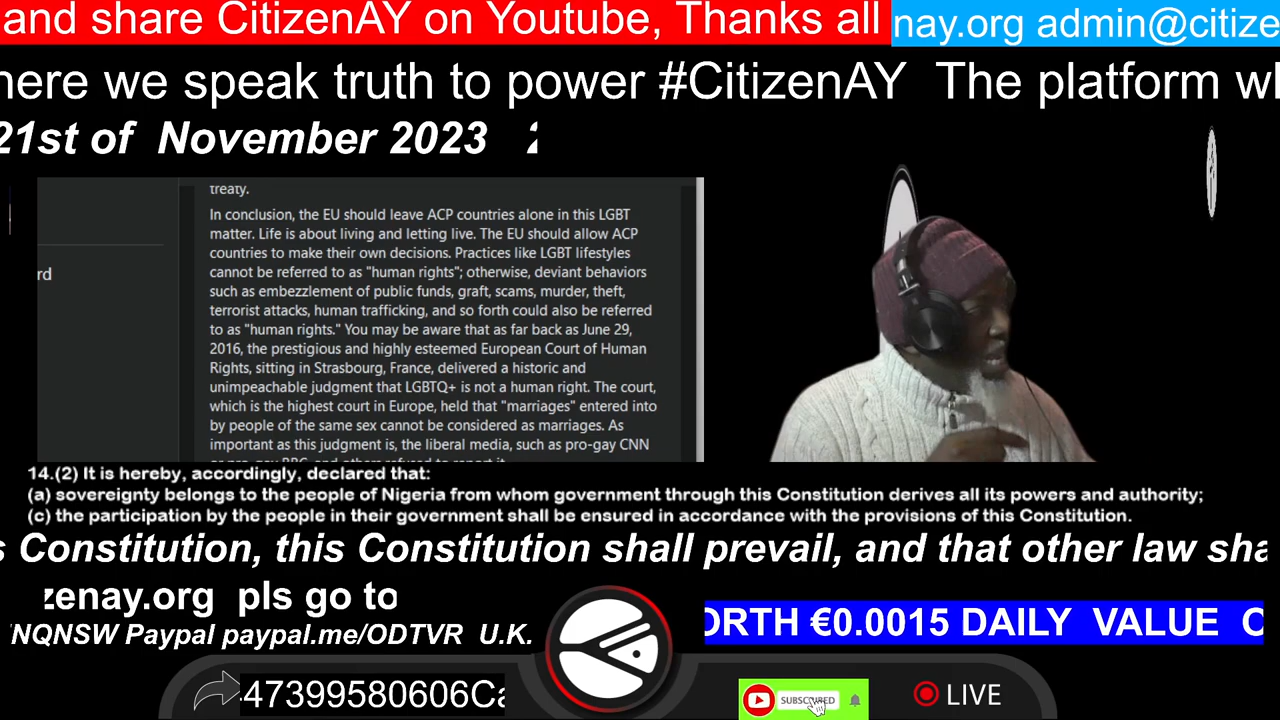 and share CitizenAY on Youtube, Thanks all
nay.org admin@citize
here we speak truth to power #CitizenAY The platform wh
21st of November 2023
treaty.
In conclusion, the EU should leave ACP countries alone in this LGBT
matter. Life is about living and letting live. The EU should allow ACP
countries to make their own decisions. Practices like LGBT lifestyles
cannot be referred to as "human rights"; otherwise, deviant behaviors
such as embezzlement of public funds, graft, scams, murder, theft,
terrorist attacks, human trafficking, and so forth could also be referred
to as "human rights." You may be aware that as far back as June 29,
2016, the prestigious and highly esteemed European Court of Human
Rights, sitting in Strasbourg, France, delivered a historic and
unimpeachable judgment that LGBTQ+ is not a human right. The court,
which is the highest court in Europe, held that "marriages" entered into
by people of the same sex cannot be considered as marriages. As
important as this judgment is, the liberal media, such as pro-gay CNN
rd
14.(2) It is hereby, accordingly, declared that:
(a) sovereignty belongs to the people of Nigeria from whom government through this Constitution derives all its powers and authority;
(c) the participation by the people in their government shall be ensured in accordance with the provisions of this Constitution.
s Constitution, this Constitution shall prevail, and that other law sha
zenay.org pls go to
NQNSW Paypal paypal.me/ODTVR U.K.
ORTH €0.0015 DAILY VALUE
47399580606Ca
SUBSCRIBED
LIVE